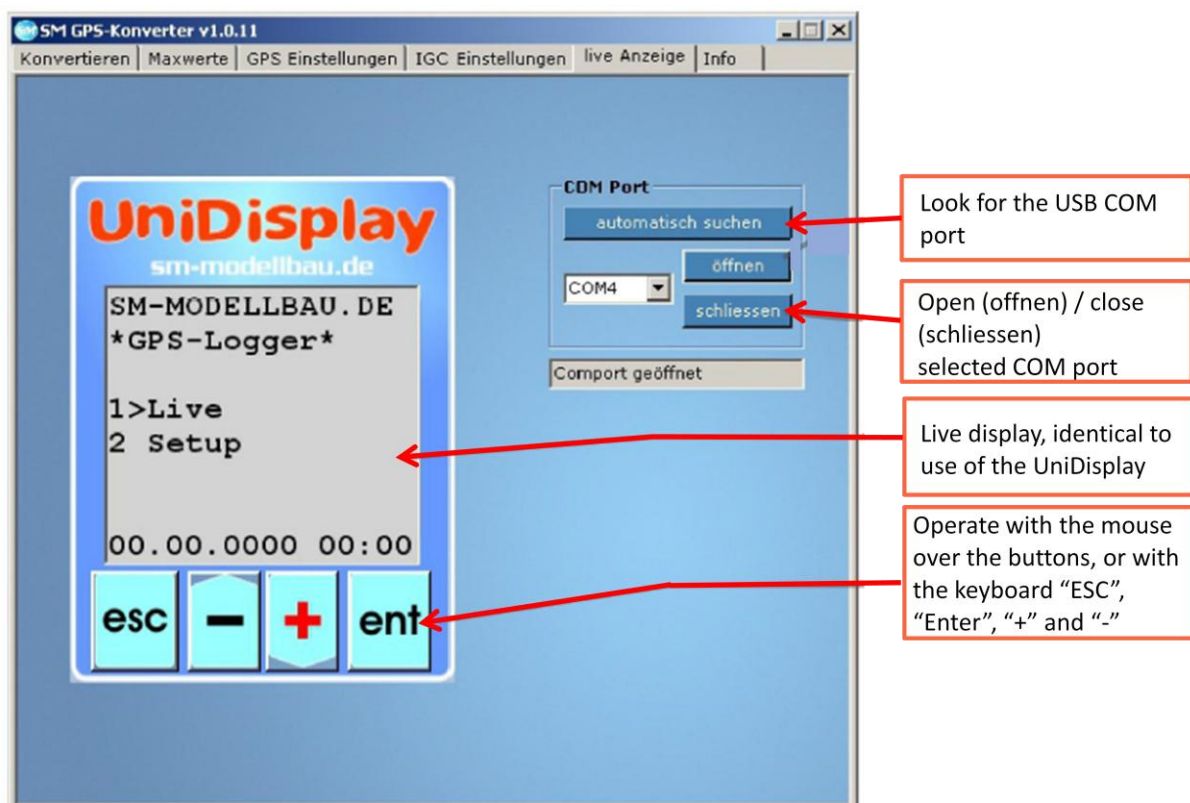 SM GPS-Konverter v1.0.11
Konvertieren Maxwerte GPS Einstellungen IGC Einstellungen live Anzeige Info
UniDisplay
sm-modellbau.de
SM-MODELLBAU.DE
*GPS-Logger*
1>Live
2 Setup
00.00.0000 00:00
esc - + ent
COM Port
automatisch suchen
öffnen
COM4
schliessen
Comport geöffnet
Look for the USB COM
port
Open (offnen) / close
(schliessen)
selected COM port
Live display, identical to
use of the UniDisplay
Operate with the mouse
over the buttons, or with
the keyboard “ESC”,
“Enter”, “+” and “-”